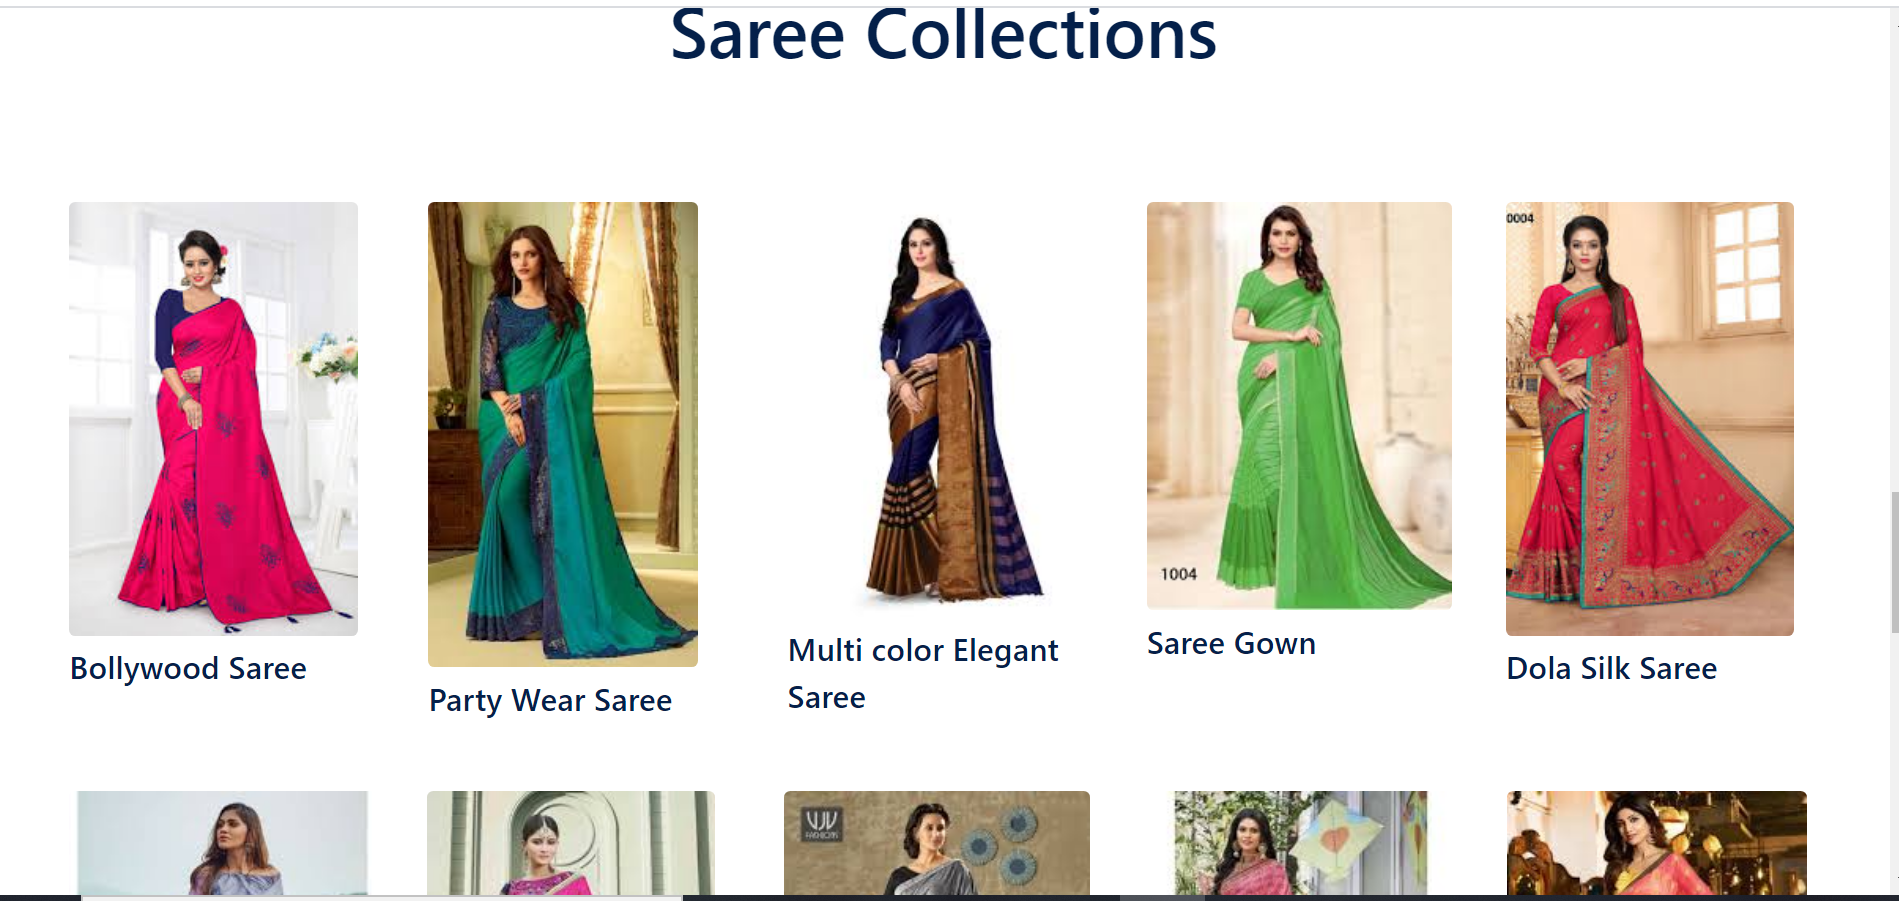 Saree Collections
0004
1004
Bollywood Saree
Party Wear Saree
Multi color Elegant
Saree
Saree Gown
Dola Silk Saree
VJV
FASHIONS